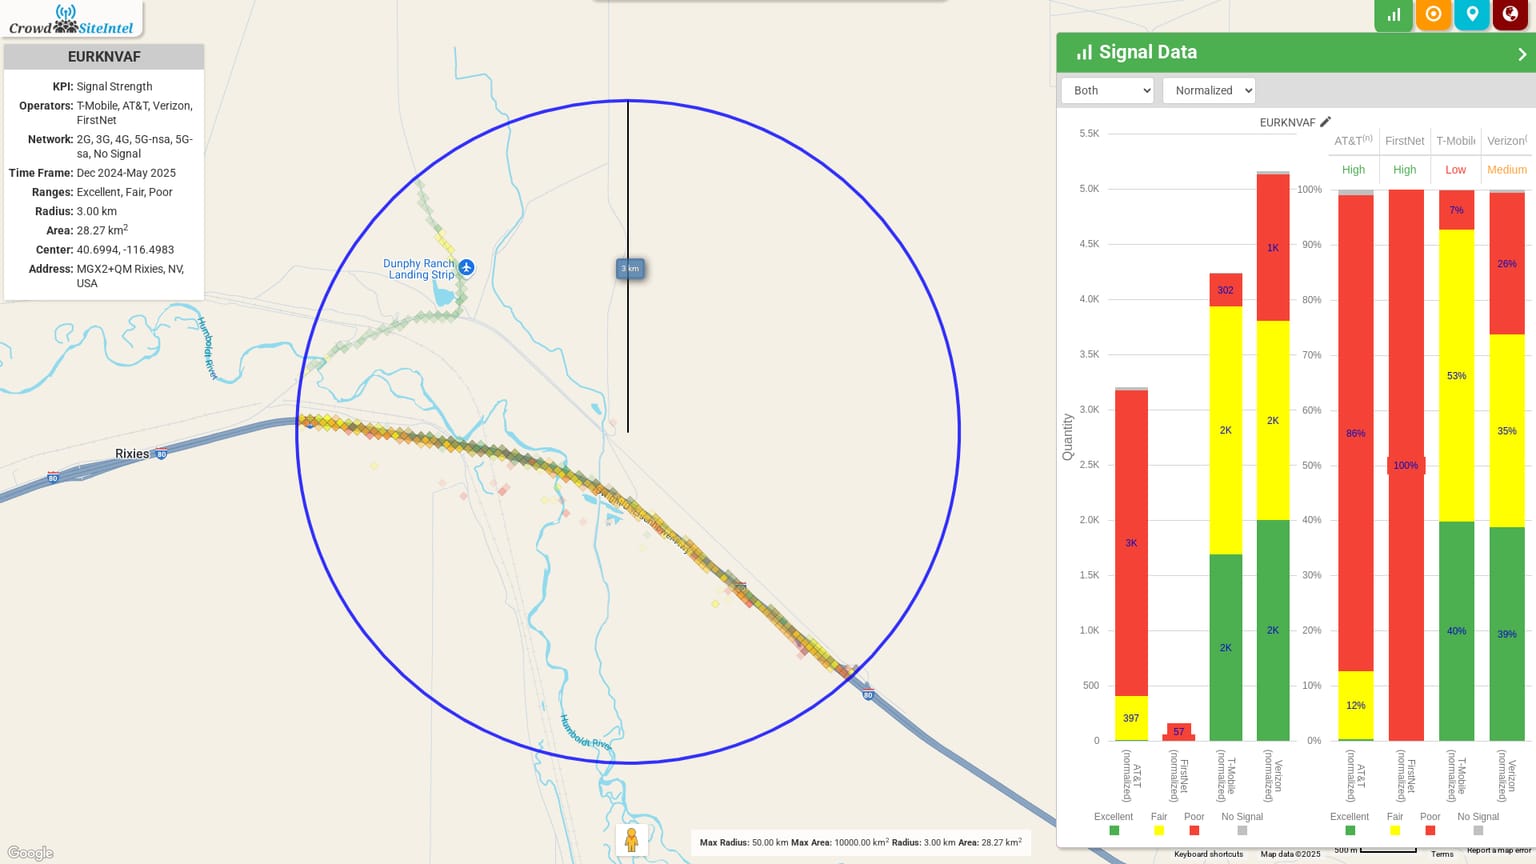 CrowdSiteIntel
EURKNVAF
KPI: Signal Strength
Operators: T-Mobile, AT&T, Verizon,
FirstNet
Network: 2G, 3G, 4G, 5G-nsa, 5G-
sa, No Signal
Time Frame: Dec 2024-May 2025
Ranges: Excellent, Fair, Poor
Radius: 3.00 km
Area: 28.27 km²
Center: 40.6994, -116.4983
Address: MGX2+QM Rixies, NV,
USA
Dunphy Ranch
Landing Strip
3 km
Humboldt River
Rixies
80
80
80
Humboldt River
Google
Max Radius: 50.00 km Max Area: 10000.00 km² Radius: 3.00 km Area: 28.27 km²
Signal Data
Both
Normalized
EURKNVAF
5.5K
5.0K
4.5K
4.0K
3.5K
3.0K
2.5K
2.0K
1.5K
1.0K
500
0
Quantity
3K
397
57
302
2K
2K
1K
2K
2K
AT&T
(normalized)
FirstNet
(normalized)
T-Mobile
(normalized)
Verizon
(normalized)
Excellent
Fair
Poor
No Signal
AT&T(n)
FirstNet
T-Mobile
Verizon(
High
High
Low
Medium
100%
90%
80%
70%
60%
50%
40%
30%
20%
10%
0%
86%
12%
100%
7%
53%
40%
26%
35%
39%
AT&T
(normalized)
FirstNet
(normalized)
T-Mobile
(normalized)
Verizon
(normalized)
Excellent
Fair
Poor
No Signal
Keyboard shortcuts
Map data ©2025
500 m
Terms
Report a map error